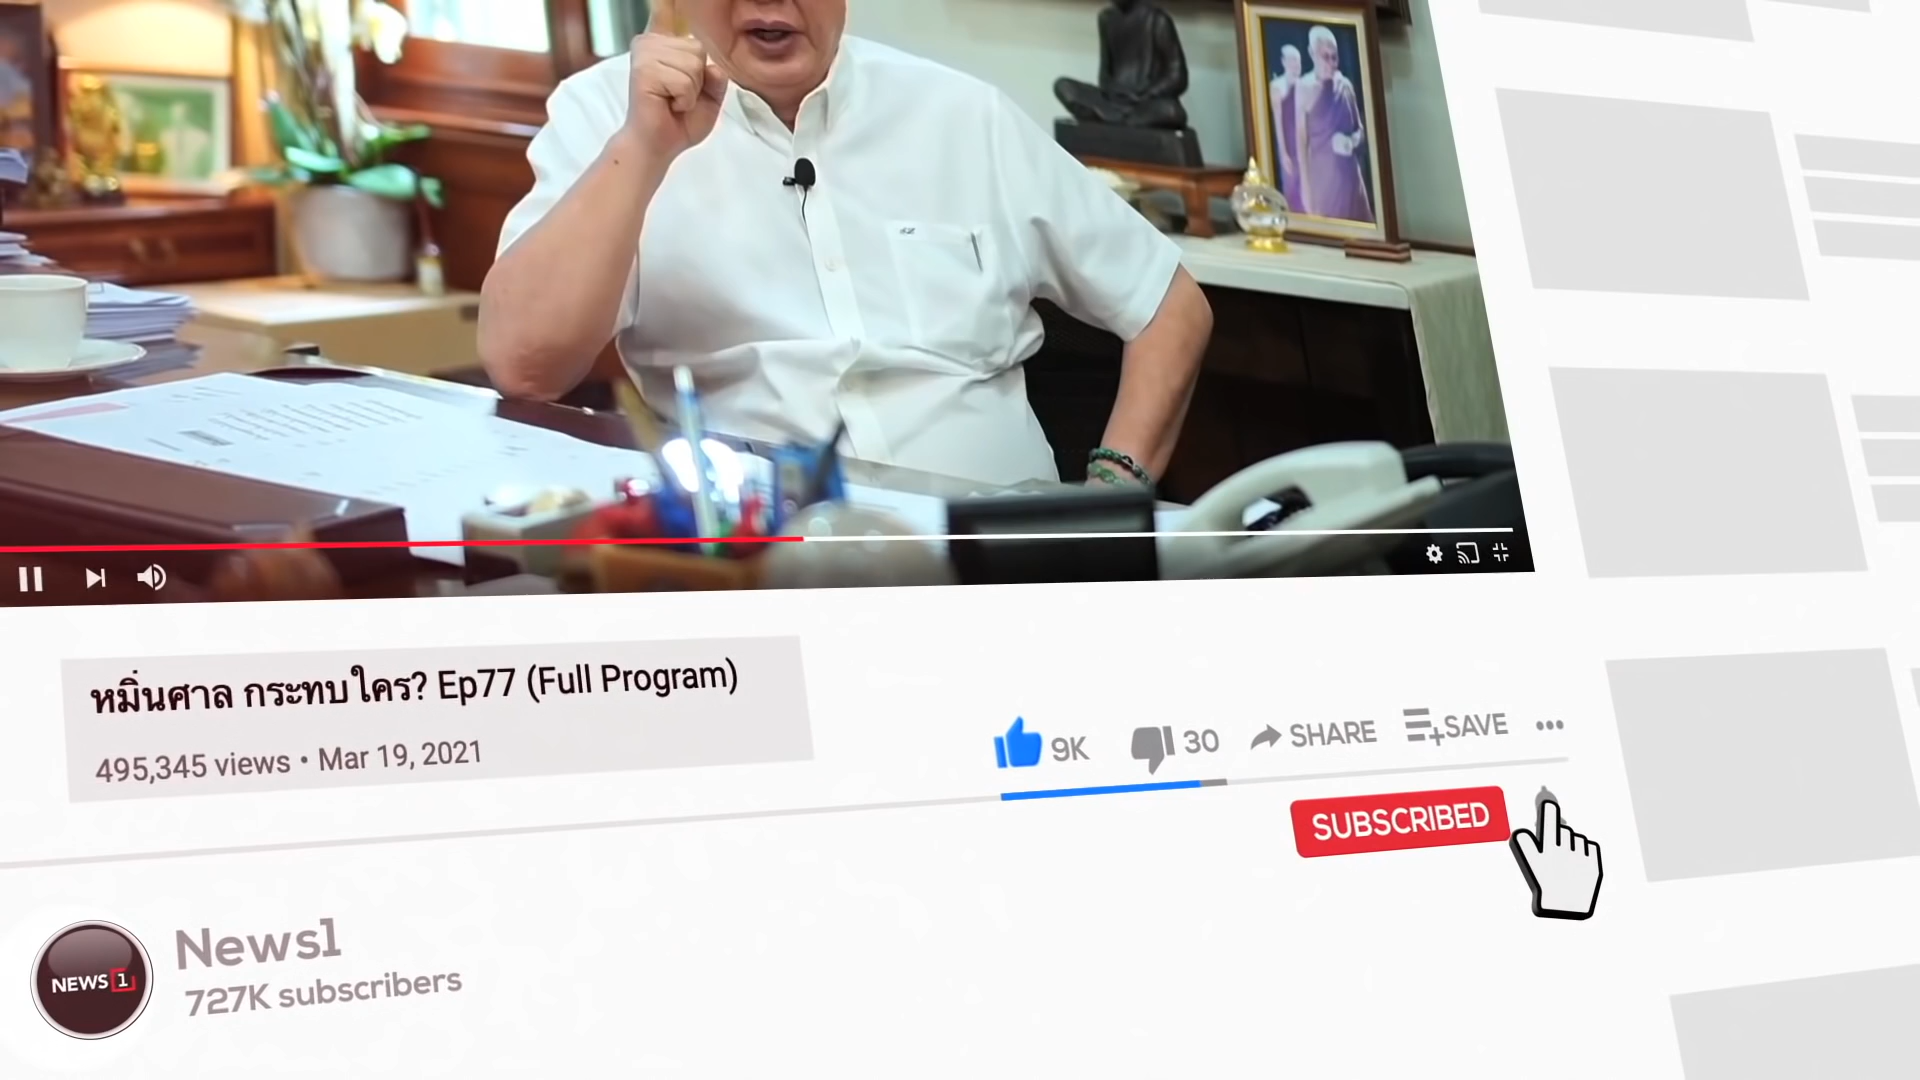 หมิ่นศาล กระทบใคร? Ep77 (Full Program)
495,345 views • Mar 19, 2021
9K
30
SHARE
SAVE
SUBSCRIBED
NEWS 1
News1
727K subscribers